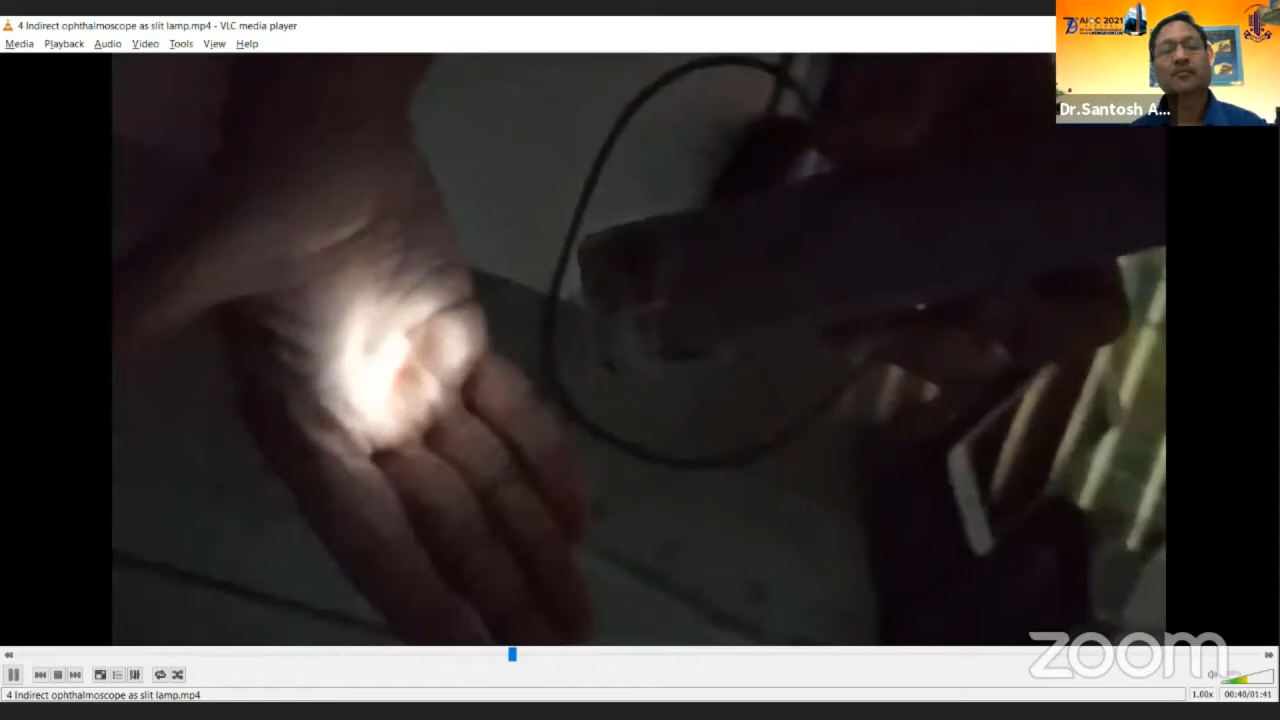 4 Indirect ophthalmoscope as slit lamp.mp4 - VLC media player
Media Playback Audio Video Tools View Help
AIOC 2021
Dr.Santosh A...
zoom
4 Indirect ophthalmoscope as slit lamp.mp4
1.00x
00:40/01:41